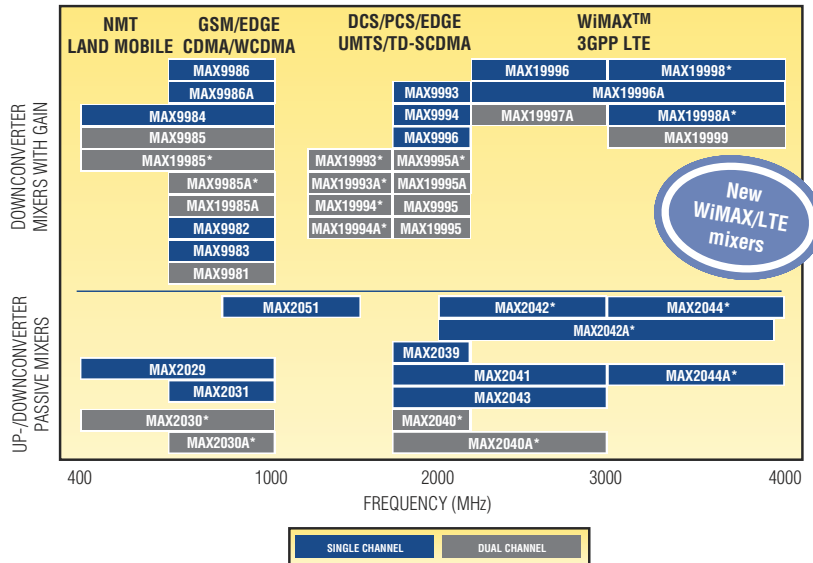 NMT
LAND MOBILE
GSM/EDGE
CDMA/WCDMA
DCS/PCS/EDGE
UMTS/TD-SCDMA
WiMAX™
3GPP LTE
DOWNCONVERTER
MIXERS WITH GAIN
MAX9986
MAX19996
MAX19998*
MAX9986A
MAX9993
MAX19996A
MAX9984
MAX9994
MAX19997A
MAX19998A*
MAX9985
MAX9996
MAX19999
MAX19985*
MAX19993*
MAX9995A*
MAX9985A*
MAX19993A*
MAX19995A
MAX19985A
MAX19994*
MAX9995
MAX9982
MAX19994A*
MAX19995
MAX9983
MAX9981
New
WiMAX/LTE
mixers
UP-/DOWNCONVERTER
PASSIVE MIXERS
MAX2051
MAX2042*
MAX2044*
MAX2042A*
MAX2039
MAX2029
MAX2041
MAX2044A*
MAX2031
MAX2043
MAX2030*
MAX2040*
MAX2030A*
MAX2040A*
400
1000
2000
3000
4000
FREQUENCY (MHz)
SINGLE CHANNEL
DUAL CHANNEL